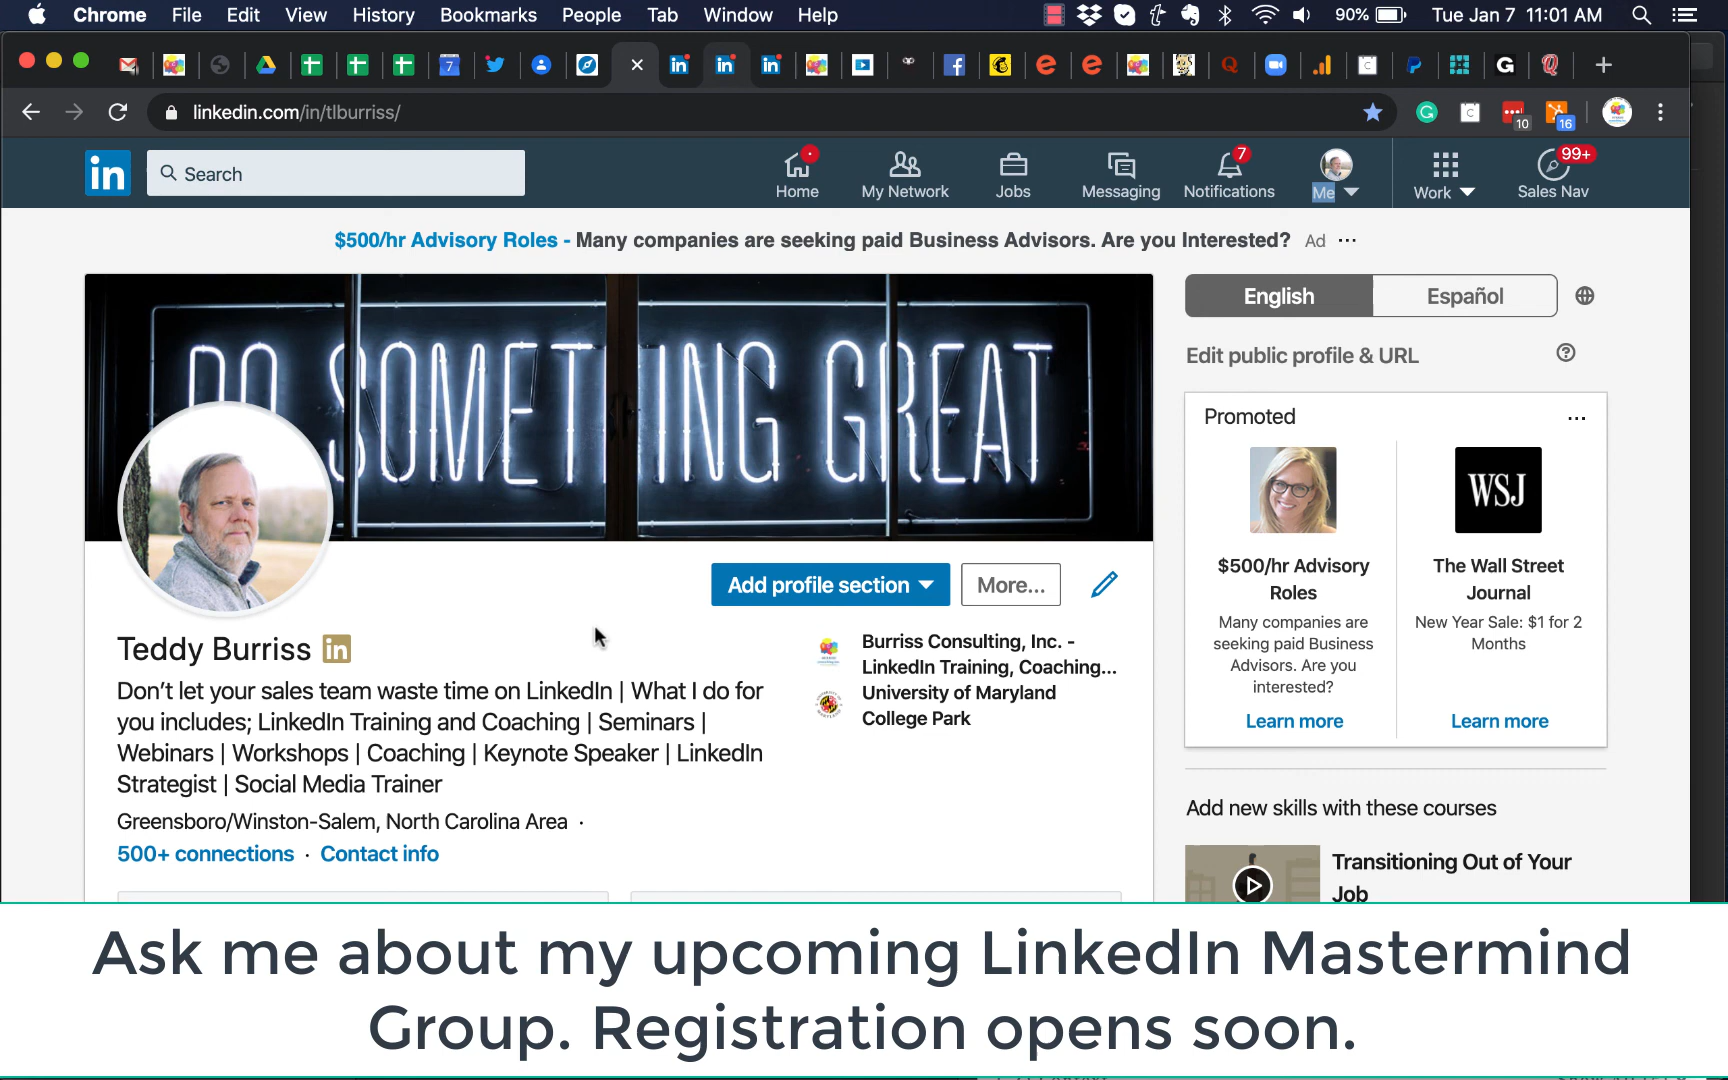 Chrome File Edit View History Bookmarks People Tab Window Help 90% Tue Jan 7 11:01 AM
7
linkedin.com/in/tlburriss/
10 16
in Search
Home My Network Jobs Messaging 7 Notifications Me Work 99+ Sales Nav
$500/hr Advisory Roles - Many companies are seeking paid Business Advisors. Are you Interested? Ad ...
DO SOMETHING GREAT
English Español
Edit public profile & URL
Promoted
...
WSJ
$500/hr Advisory Roles
Many companies are seeking paid Business Advisors. Are you interested?
Learn more
The Wall Street Journal
New Year Sale: $1 for 2 Months
Learn more
Add profile section More...
Teddy Burriss in
Don't let your sales team waste time on LinkedIn | What I do for
you includes; LinkedIn Training and Coaching | Seminars |
Webinars | Workshops | Coaching | Keynote Speaker | LinkedIn
Strategist | Social Media Trainer
Greensboro/Winston-Salem, North Carolina Area ·
500+ connections · Contact info
Burriss Consulting, Inc. -
LinkedIn Training, Coaching...
University of Maryland
College Park
Add new skills with these courses
Transitioning Out of Your
Job
Ask me about my upcoming LinkedIn Mastermind
Group. Registration opens soon.